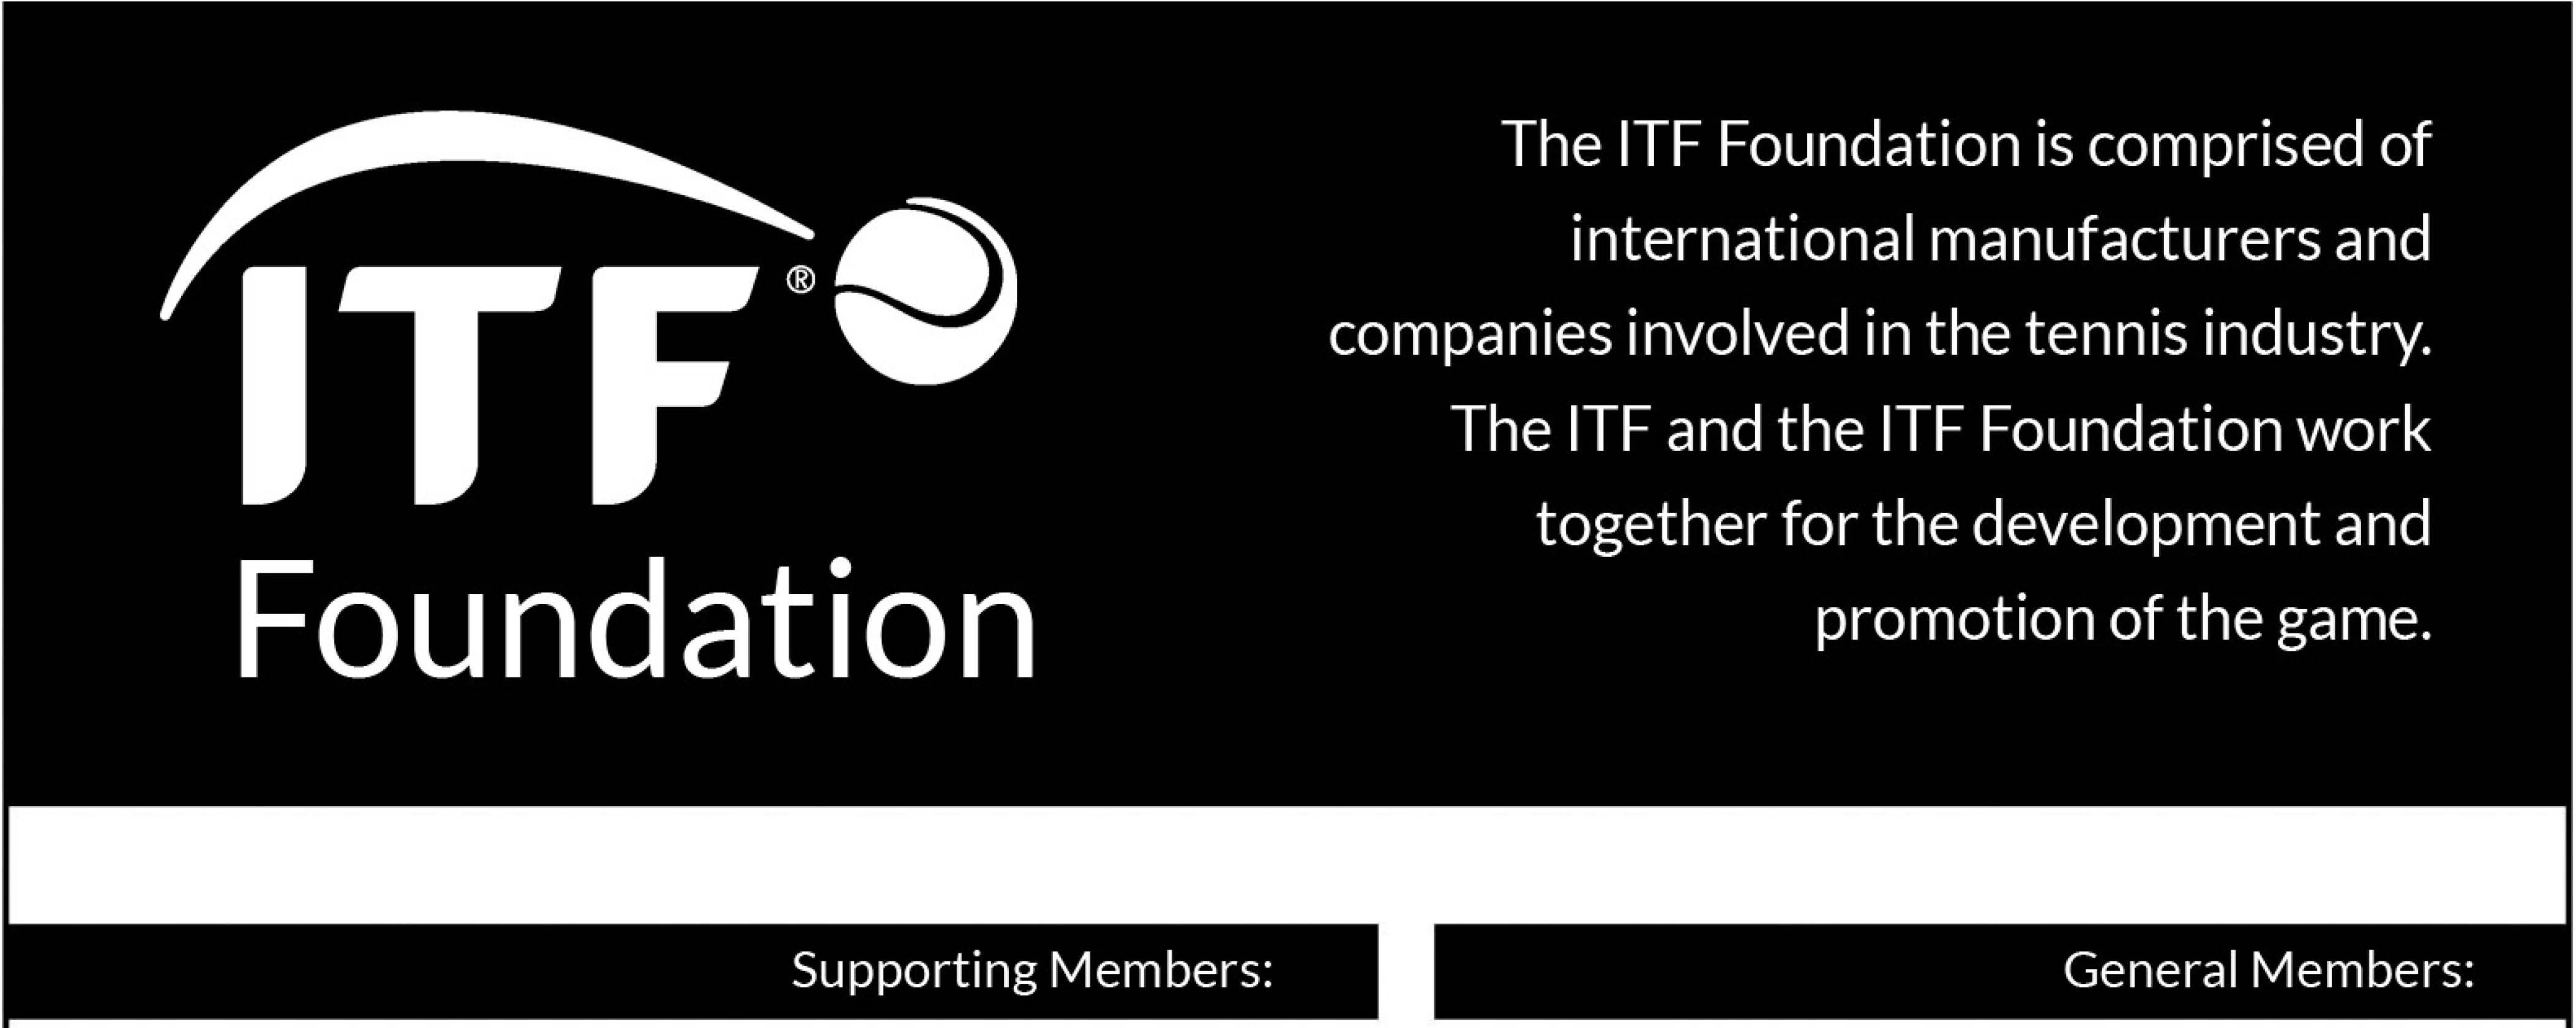 ITF®
Foundation
The ITF Foundation is comprised of
international manufacturers and
companies involved in the tennis industry.
The ITF and the ITF Foundation work
together for the development and
promotion of the game.
Supporting Members:
General Members: